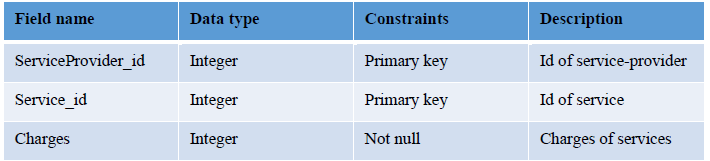 Field name Data type Constraints Description
ServiceProvider_id Integer Primary key Id of service-provider
Service_id Integer Primary key Id of service
Charges Integer Not null Charges of services